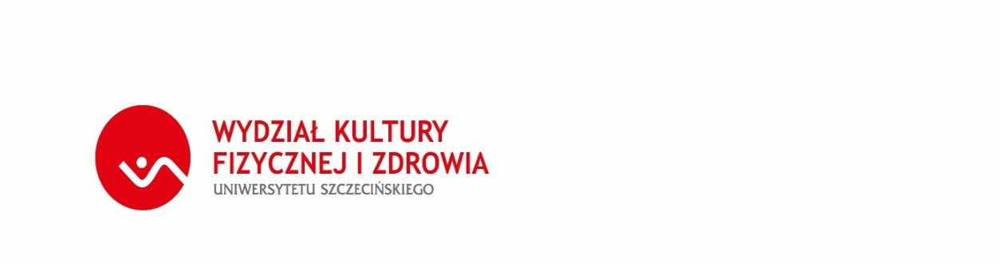 WYDZIAŁ KULTURY
FIZYCZNEJ I ZDROWIA
UNIWERSYTETU SZCZECIŃSKIEGO